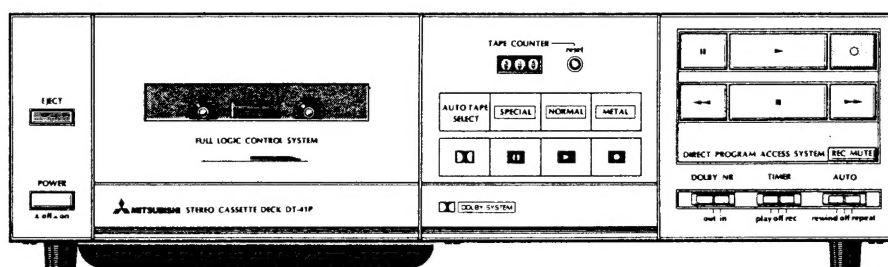 EJECT
POWER
off on
FULL LOGIC CONTROL SYSTEM
MITSUBISHI STEREO CASSETTE DECK DT-41P
TAPE COUNTER
reset
000
AUTO TAPE
SELECT
SPECIAL
NORMAL
METAL
DOLBY SYSTEM
DIRECT PROGRAM ACCESS SYSTEM REC MUTE
DOLBY NR
TIMER
AUTO
out in
play off rec
rewind off repeat